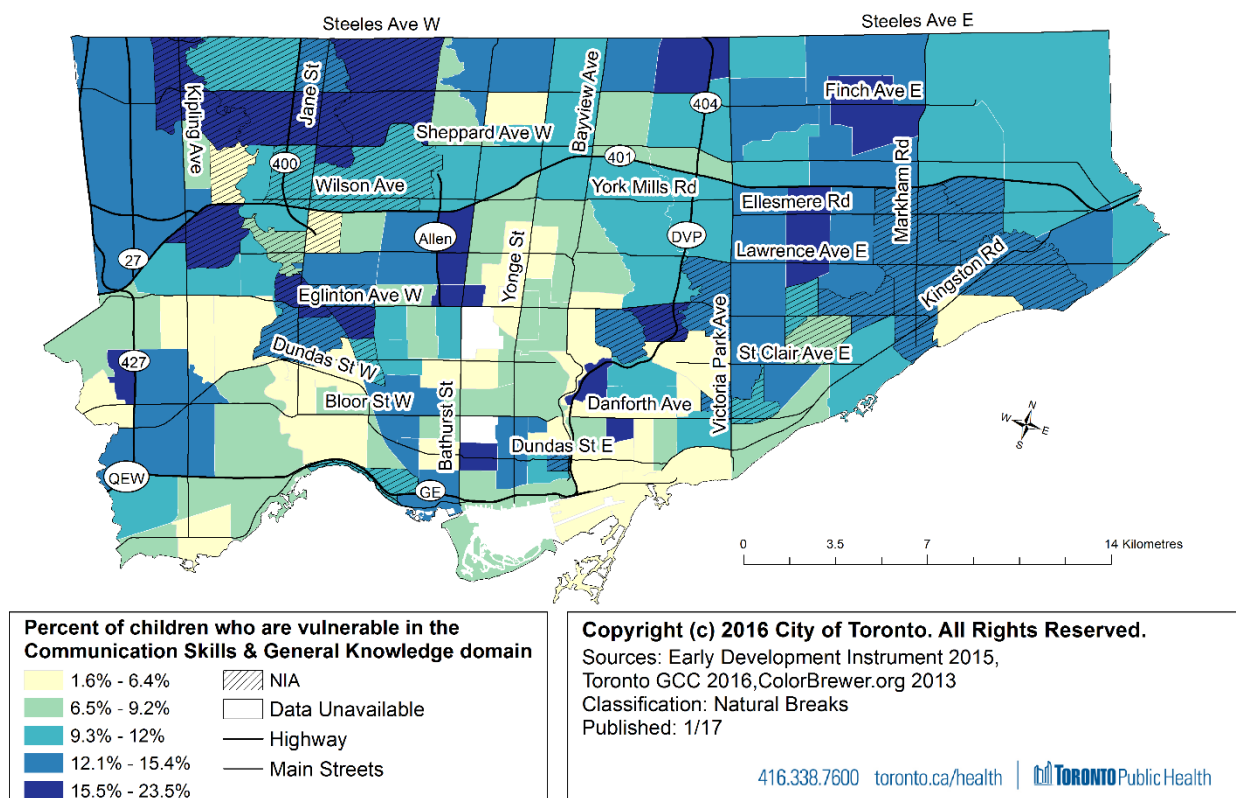 Steeles Ave W
Steeles Ave E
Kipling Ave
Jane St
Bayview Ave
Finch Ave E
404
Sheppard Ave W
400
401
Markham Rd
Wilson Ave
York Mills Rd
Ellesmere Rd
Allen
Yonge St
DVP
Lawrence Ave E
27
Kingston Rd
Eglinton Ave W
Victoria Park Ave
427
Dundas St W
St Clair Ave E
Bloor St W
Bathurst St
Danforth Ave
Dundas St E
QEW
GE
N
W
E
S
0 3.5 7 14 Kilometres
Percent of children who are vulnerable in the
Communication Skills & General Knowledge domain
1.6% - 6.4%
6.5% - 9.2%
9.3% - 12%
12.1% - 15.4%
15.5% - 23.5%
NIA
Data Unavailable
Highway
Main Streets
Copyright (c) 2016 City of Toronto. All Rights Reserved.
Sources: Early Development Instrument 2015,
Toronto GCC 2016,ColorBrewer.org 2013
Classification: Natural Breaks
Published: 1/17
416.338.7600 toronto.ca/health TORONTO Public Health